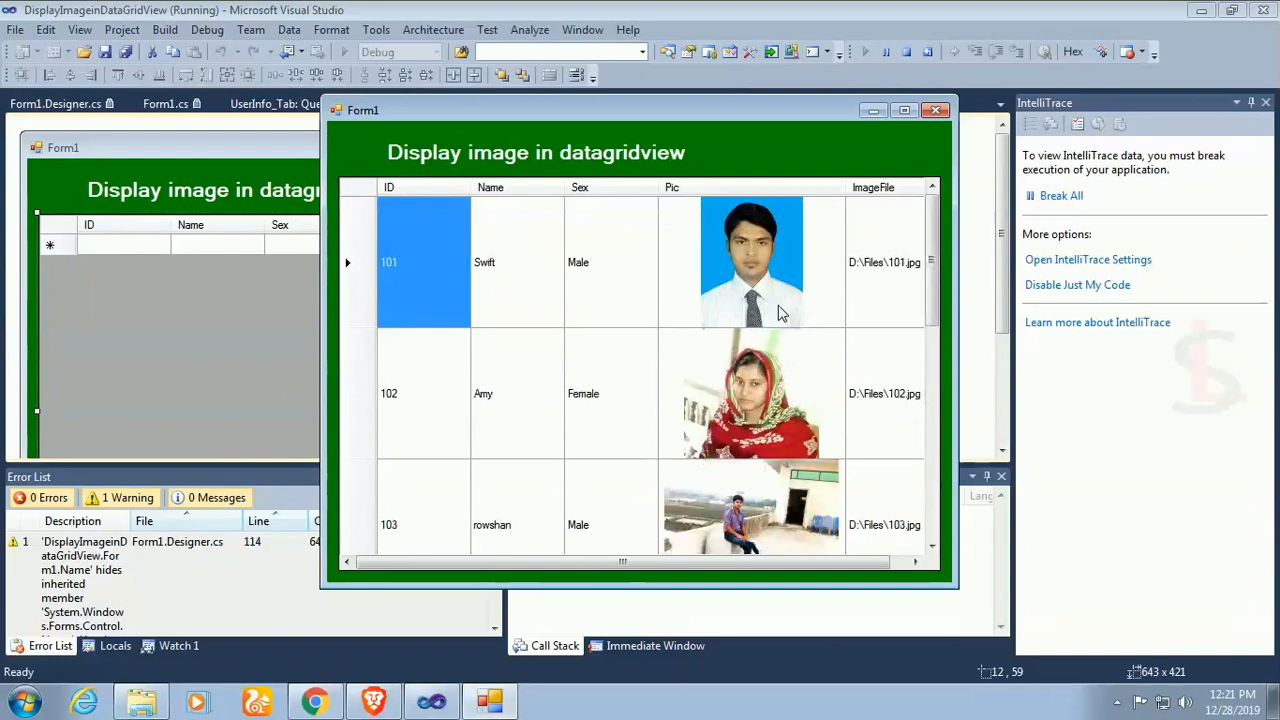 DisplayImageinDataGridView (Running) - Microsoft Visual Studio
File Edit View Project Build Debug Team Data Format Tools Architecture Test Analyze Window Help
Debug Hex
Form1.Designer.cs Form1.cs UserInfo_Tab: Que
Form1
Display image in datagr
ID Name Sex
Form1
Display image in datagridview
ID Name Sex Pic ImageFile
101 Swift Male D:\Files\101.jpg
102 Amy Female D:\Files\102.jpg
103 rowshan Male D:\Files\103.jpg
IntelliTrace
To view IntelliTrace data, you must break
execution of your application.
Break All
More options:
Open IntelliTrace Settings
Disable Just My Code
Learn more about IntelliTrace
Error List
0 Errors 1 Warning 0 Messages
Description File Line C
1 'DisplayImageinD Form1.Designer.cs 114 64
ataGridView.For
m1.Name' hides
inherited
member
'System.Window
s.Forms.Control.
Error List Locals Watch 1
Lang
Call Stack Immediate Window
Ready 12 , 59 643 x 421
12:21 PM
12/28/2019